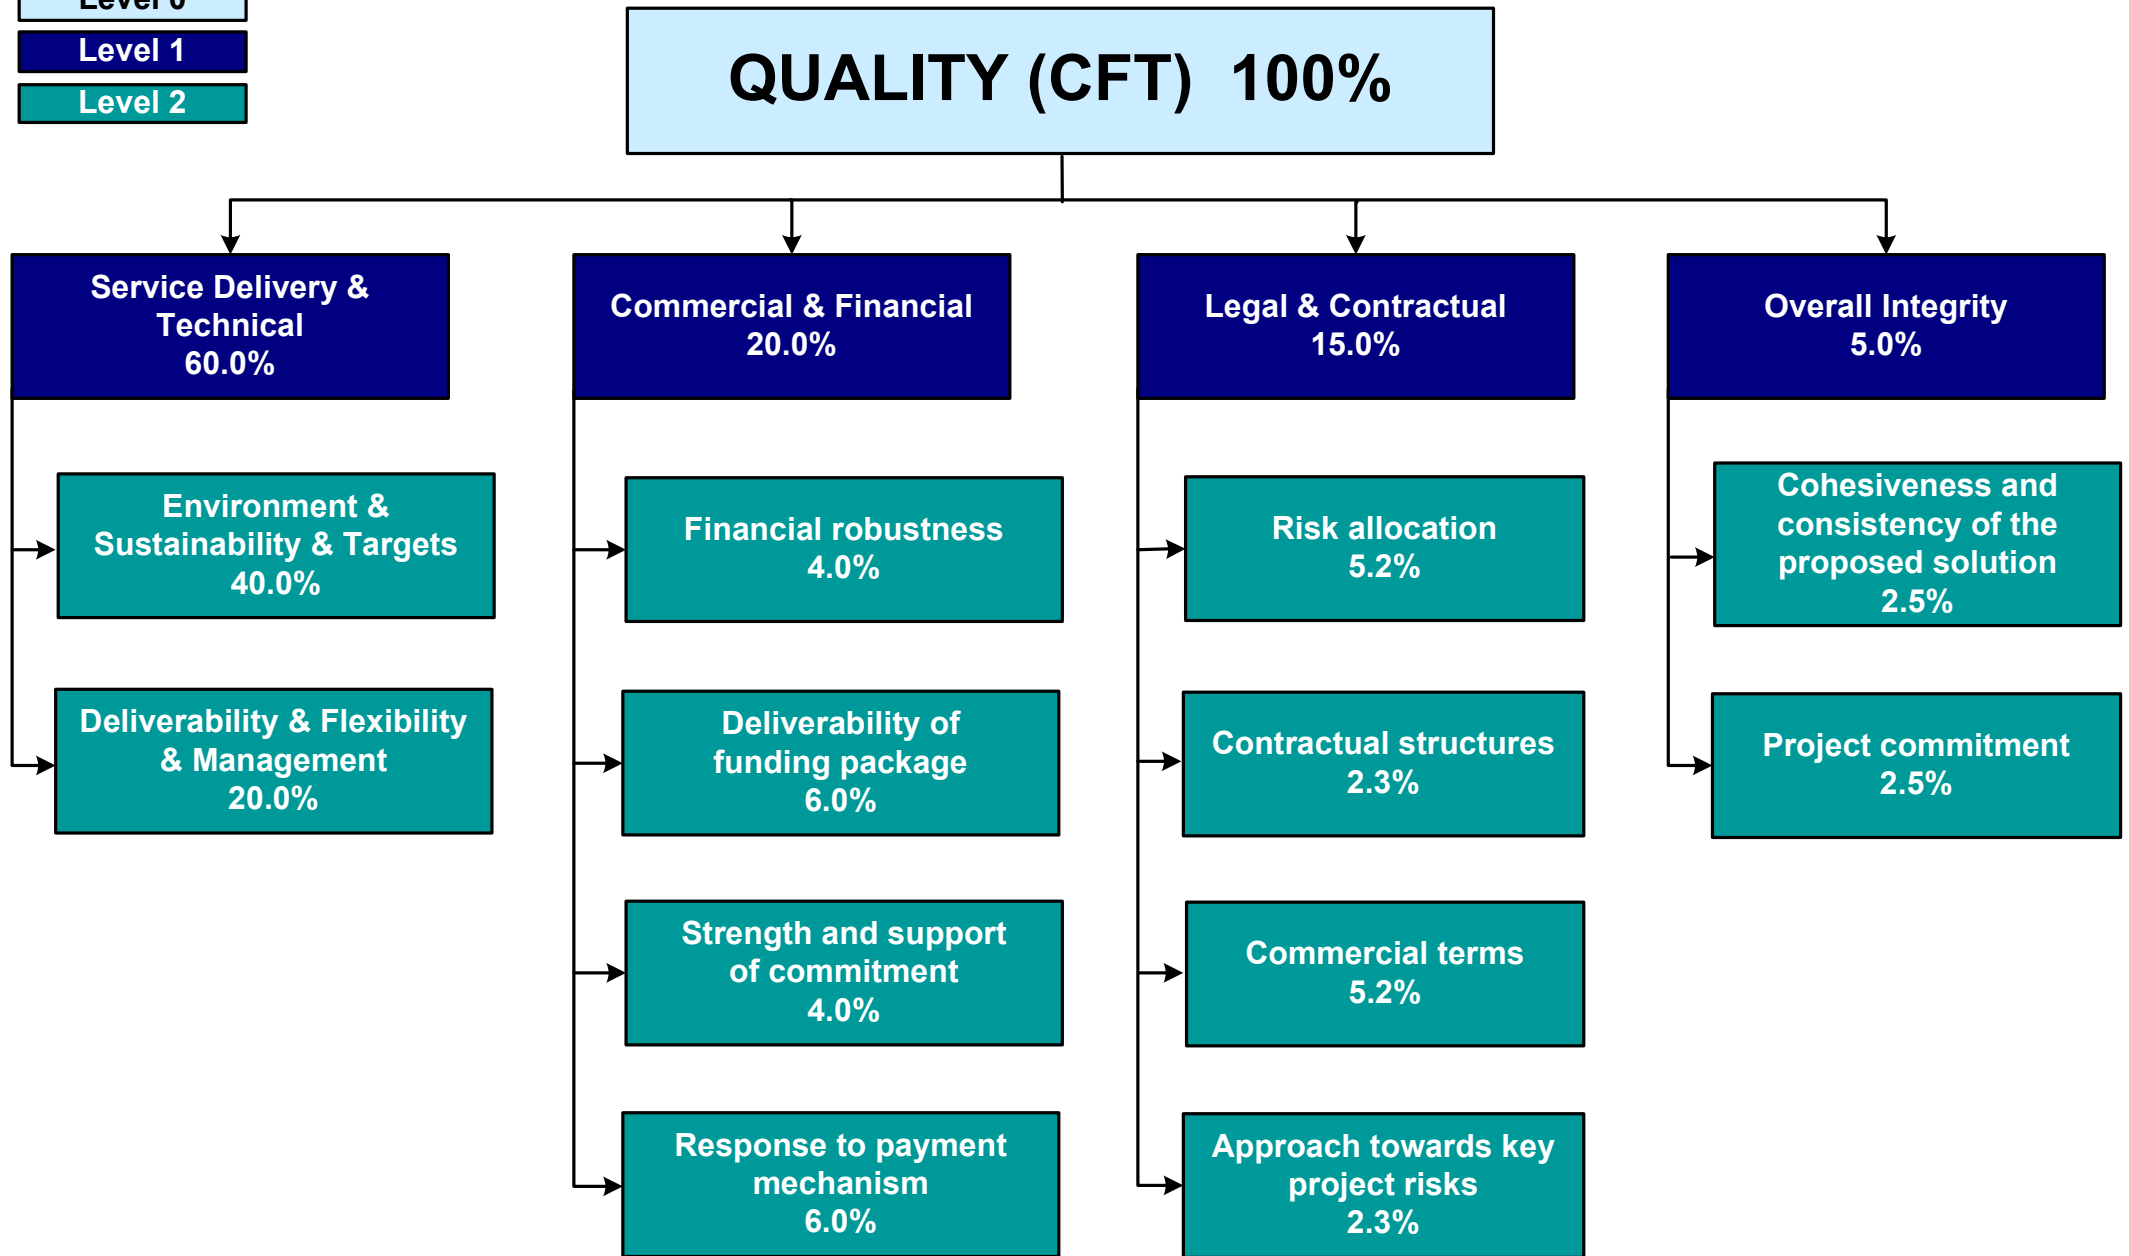 Level 0
Level 1
Level 2
QUALITY (CFT) 100%
Service Delivery &
Technical
60.0%
Commercial & Financial
20.0%
Legal & Contractual
15.0%
Overall Integrity
5.0%
Environment &
Sustainability & Targets
40.0%
Deliverability & Flexibility
& Management
20.0%
Financial robustness
4.0%
Deliverability of
funding package
6.0%
Strength and support
of commitment
4.0%
Response to payment
mechanism
6.0%
Risk allocation
5.2%
Contractual structures
2.3%
Commercial terms
5.2%
Approach towards key
project risks
2.3%
Cohesiveness and
consistency of the
proposed solution
2.5%
Project commitment
2.5%